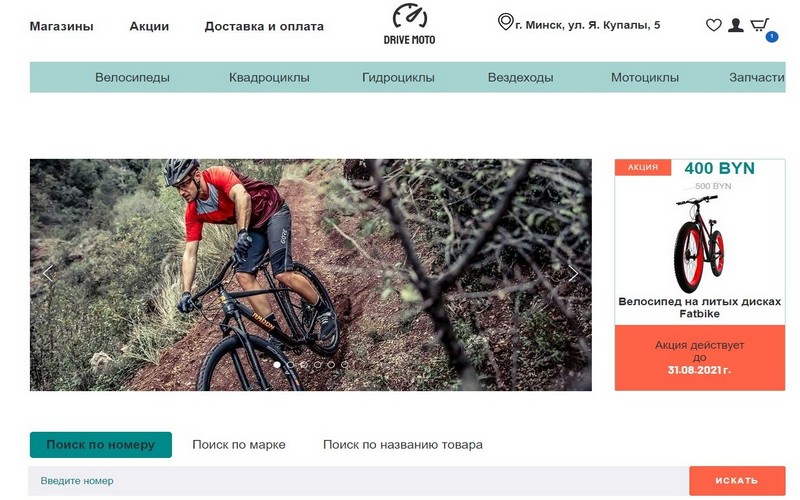 Магазины Акции Доставка и оплата
DRIVE MOTO
г. Минск, ул. Я. Купалы, 5
1
Велосипеды Квадроциклы Гидроциклы Вездеходы Мотоциклы Запчасти
АКЦИЯ 400 BYN
500 BYN
Велосипед на литых дисках
Fatbike
Акция действует
до
31.08.2021 г.
Поиск по номеру Поиск по марке Поиск по названию товара
Введите номер ИСКАТЬ